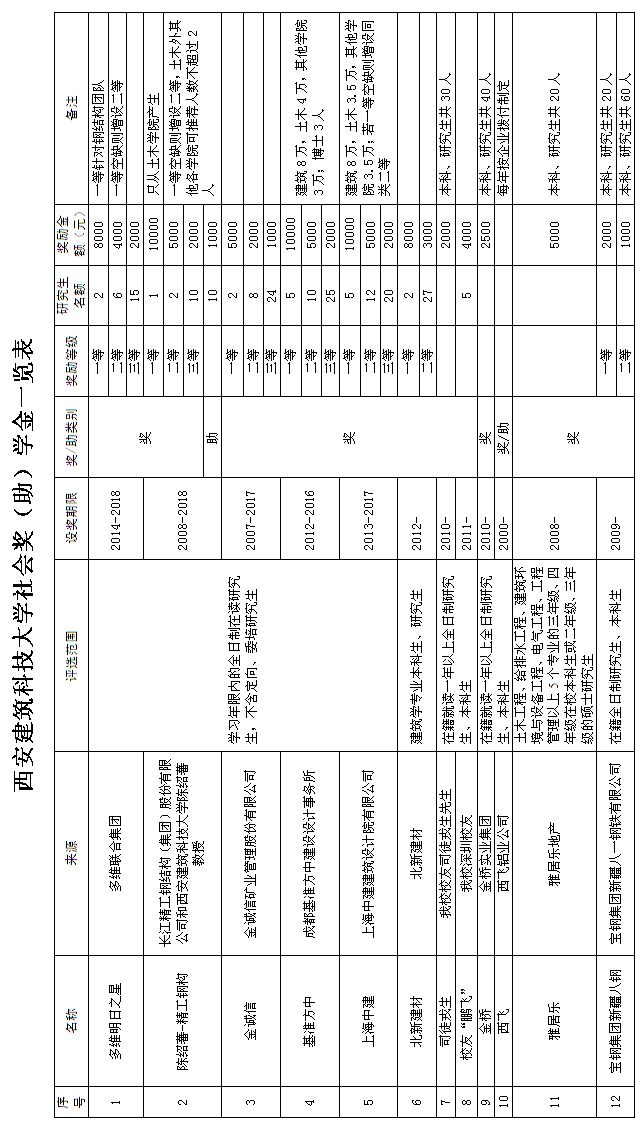 西安建筑科技大学社会奖（助）学金一览表
序号 名称 来源 评选范围 设奖期限 奖/助类别 奖励等级 研究生名额 奖励金额（元） 备注
1 多维明日之星 多维联合集团 学习年限内的全日制在读研究生，不含定向、委培研究生 2014-2018 奖 一等 2 8000 一等针对钢结构团队
二等 6 4000 一等空缺则增设二等
三等 15 2000
2 陈绍蕃-精工钢构 长江精工钢结构（集团）股份有限公司和西安建筑科技大学陈绍蕃教授 2008-2018 一等 1 10000 只从土木学院产生
二等 2 5000 一等空缺则增设二等，土木外其他各学院可推荐人数不超过 2 人
三等 10 2000
助 10 1000
3 金诚信 金诚信矿业管理股份有限公司 2007-2017 奖 一等 2 5000
二等 8 2000
三等 24 1000
4 基准方中 成都基准方中建设设计事务所 2012-2016 一等 5 10000 建筑 8 万，土木 4 万，其他学院 3 万；博士 3 人
二等 10 5000
三等 25 2000
5 上海中建 上海中建建筑设计院有限公司 2013-2017 一等 5 10000 建筑 8 万，土木 3.5 万，其他学院 3.5 万；若一等空缺则增设同类二等
二等 12 5000
三等 20 2000
6 北新建材 北新建材 建筑学专业本科生、研究生 2012- 一等 2 8000
二等 27 3000
7 司徒戎生 我校校友司徒戎生先生 在籍就读一年以上全日制研究生、本科生 2010- 2000 本科、研究生共 30 人
8 校友“鹏飞” 我校深圳校友 2011- 5 4000
9 金桥 金桥实业集团 在籍就读一年以上全日制研究生、本科生 2010- 奖 2500 本科、研究生共 40 人
10 西飞 西飞铝业公司 2000- 奖/助 每年按企业拨付制定
11 雅居乐 雅居乐地产 土木工程、给排水工程、建筑环境与设备工程、电气工程、工程管理以上 5 个专业的三年级、四年级在校本科生或二年级、三年级的硕士研究生 2008- 奖 5000 本科、研究生共 20 人
12 宝钢集团新疆八钢 宝钢集团新疆八一钢铁有限公司 在籍全日制研究生、本科生 2009- 一等 2000 本科、研究生共 20 人
二等 1000 本科、研究生共 60 人